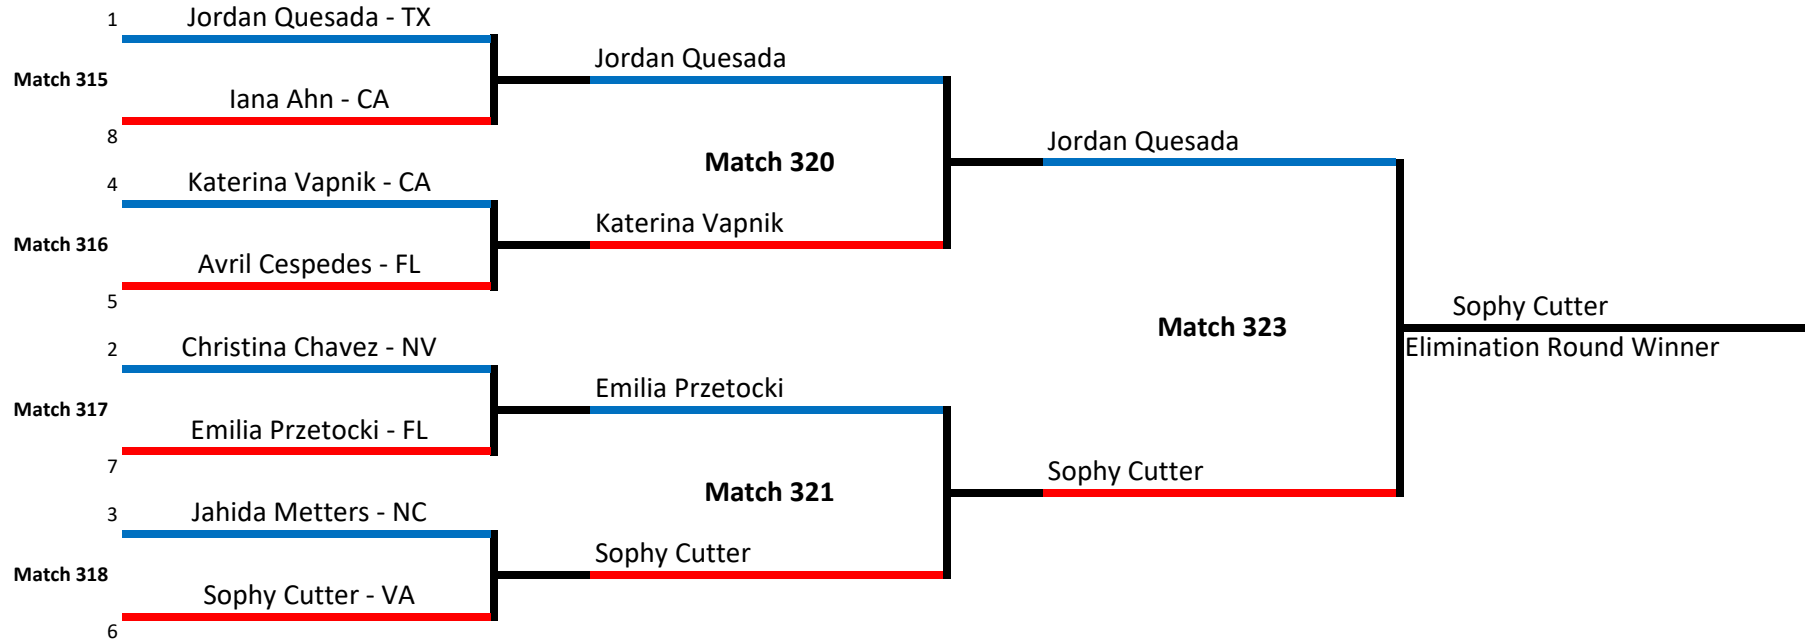 1
Jordan Quesada - TX
Match 315
Iana Ahn - CA
8
4
Katerina Vapnik - CA
Match 316
Avril Cespedes - FL
5
2
Christina Chavez - NV
Match 317
Emilia Przetocki - FL
7
3
Jahida Metters - NC
Match 318
Sophy Cutter - VA
6
Jordan Quesada
Match 320
Katerina Vapnik
Emilia Przetocki
Match 321
Sophy Cutter
Jordan Quesada
Match 323
Sophy Cutter
Sophy Cutter
Elimination Round Winner